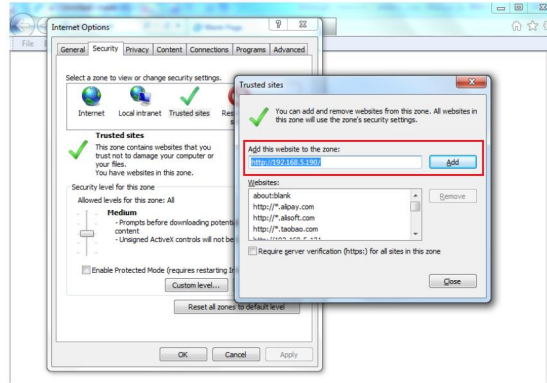 File
Internet Options
General Security Privacy Content Connections Programs Advanced
Select a zone to view or change security settings.
Internet Local intranet Trusted sites
Trusted sites
This zone contains websites that you
trust not to damage your computer or
your files.
You have websites in this zone.
Security level for this zone
Allowed levels for this zone: All
Medium
- Prompts before downloading
content
- Unsigned ActiveX controls will not be
Enable Protected Mode (requires restarting
Custom level...
Reset all zones to default level
OK Cancel Apply
Trusted sites
You can add and remove websites from this zone. All websites in
this zone will use the zone's security settings.
Add this website to the zone:
http://192.168.5.190/ Add
Websites:
about:blank Remove
http://*.alipay.com
http://*.alisoft.com
http://*.taobao.com
Require server verification (https:) for all sites in this zone
Close